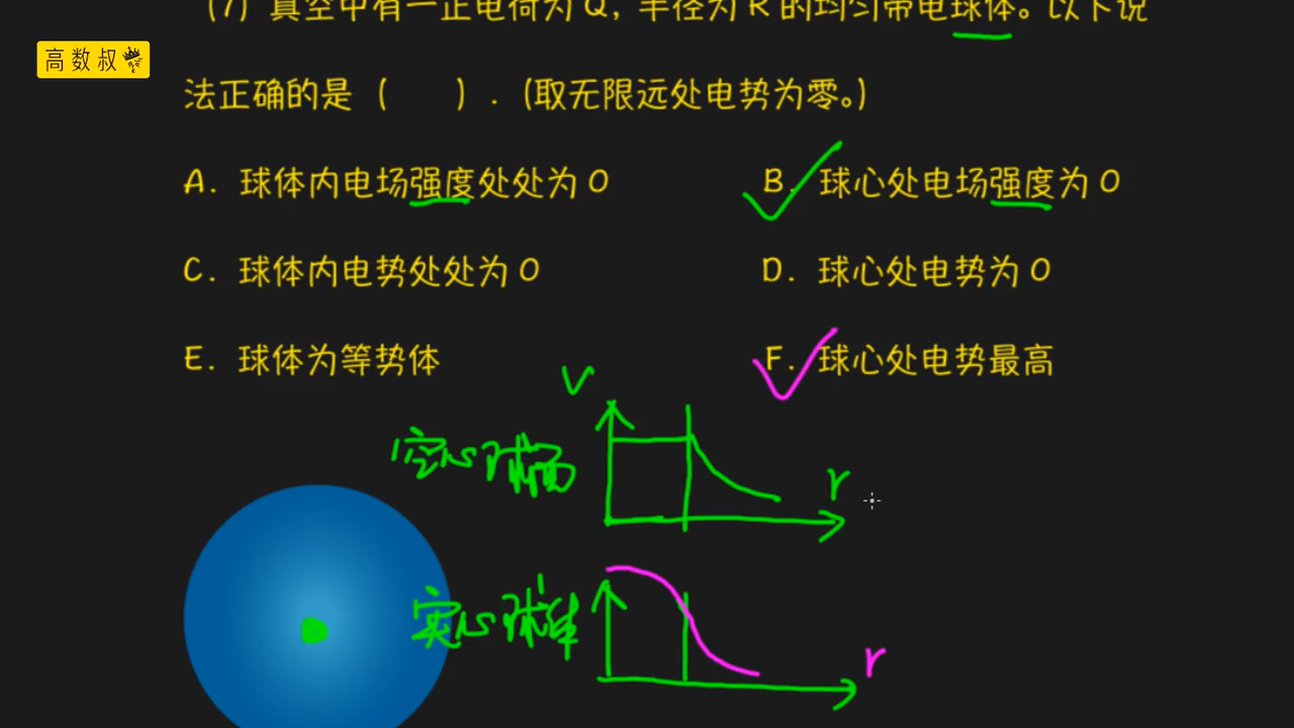 (7) 真空中有一正电荷为 Q, 半径为 R 的均匀带电球体。以下说
高数叔
法正确的是 ( ) . (取无限远处电势为零。)
A. 球体内电场强度处处为 0
B. 球心处电场强度为 0
C. 球体内电势处处为 0
D. 球心处电势为 0
E. 球体为等势体
F. 球心处电势最高
V
空心球面
r
实心球体
r